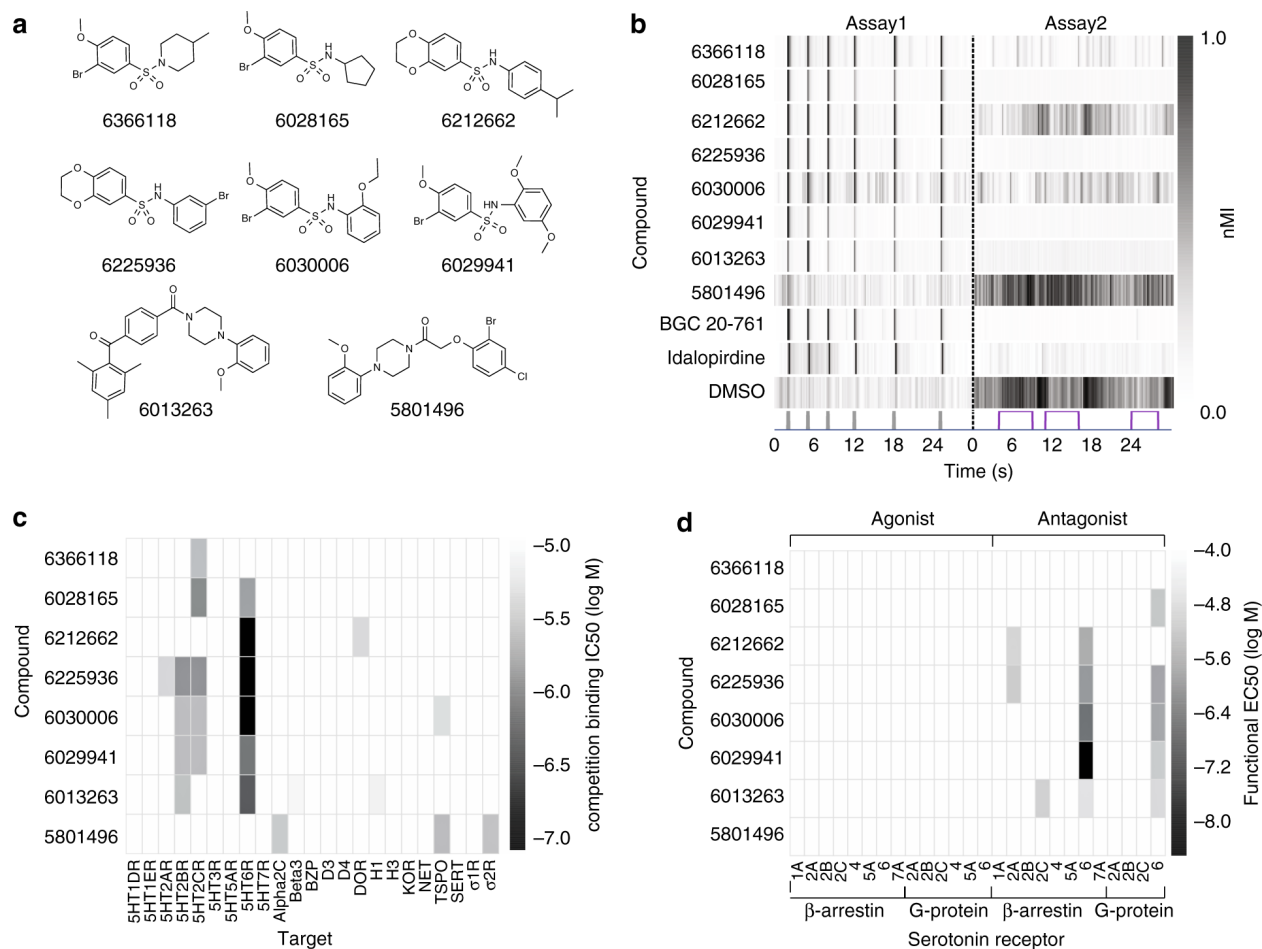 a
6366118
6028165
6212662
6225936
6030006
6029941
6013263
5801496
b
Assay1
Assay2
Compound
6366118
6028165
6212662
6225936
6030006
6029941
6013263
5801496
BGC 20-761
Idalopirdine
DMSO
0 6 12 18 24 0 6 12 18 24
Time (s)
1.0
0.0
nMI
c
Compound
6366118
6028165
6212662
6225936
6030006
6029941
6013263
5801496
5HT1DR
5HT1ER
5HT2AR
5HT2BR
5HT2CR
5HT3R
5HT5AR
5HT6R
5HT7R
Alpha2C
Beta3
BZP
D3
D4
DOR
H1
H3
KOR
NET
TSPO
SERT
σ1R
σ2R
Target
–5.0
–5.5
–6.0
–6.5
–7.0
competition binding IC50 (log M)
d
Agonist
Antagonist
Compound
6366118
6028165
6212662
6225936
6030006
6029941
6013263
5801496
1A 2A 2B 2C 4 5A 6 7A 2A 2B 2C 4 5A 6 1A 2A 2B 2C 4 5A 6 7A 2A 2B 2C 6
β-arrestin
G-protein
β-arrestin
G-protein
Serotonin receptor
–4.0
–4.8
–5.6
–6.4
–7.2
–8.0
Functional EC50 (log M)